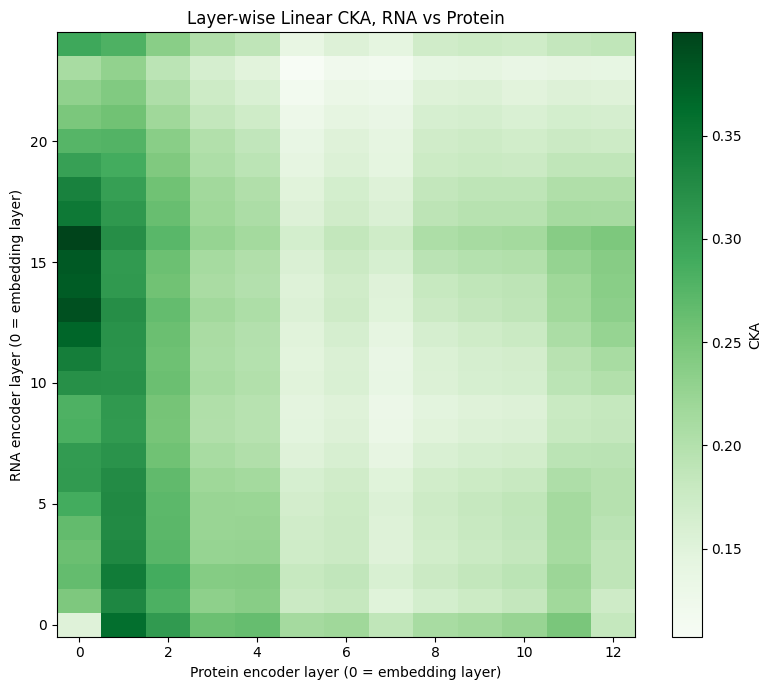 Layer-wise Linear CKA, RNA vs Protein
RNA encoder layer (0 = embedding layer)
20
15
10
5
0
0 2 4 6 8 10 12
Protein encoder layer (0 = embedding layer)
0.35
0.30
0.25
0.20
0.15
CKA